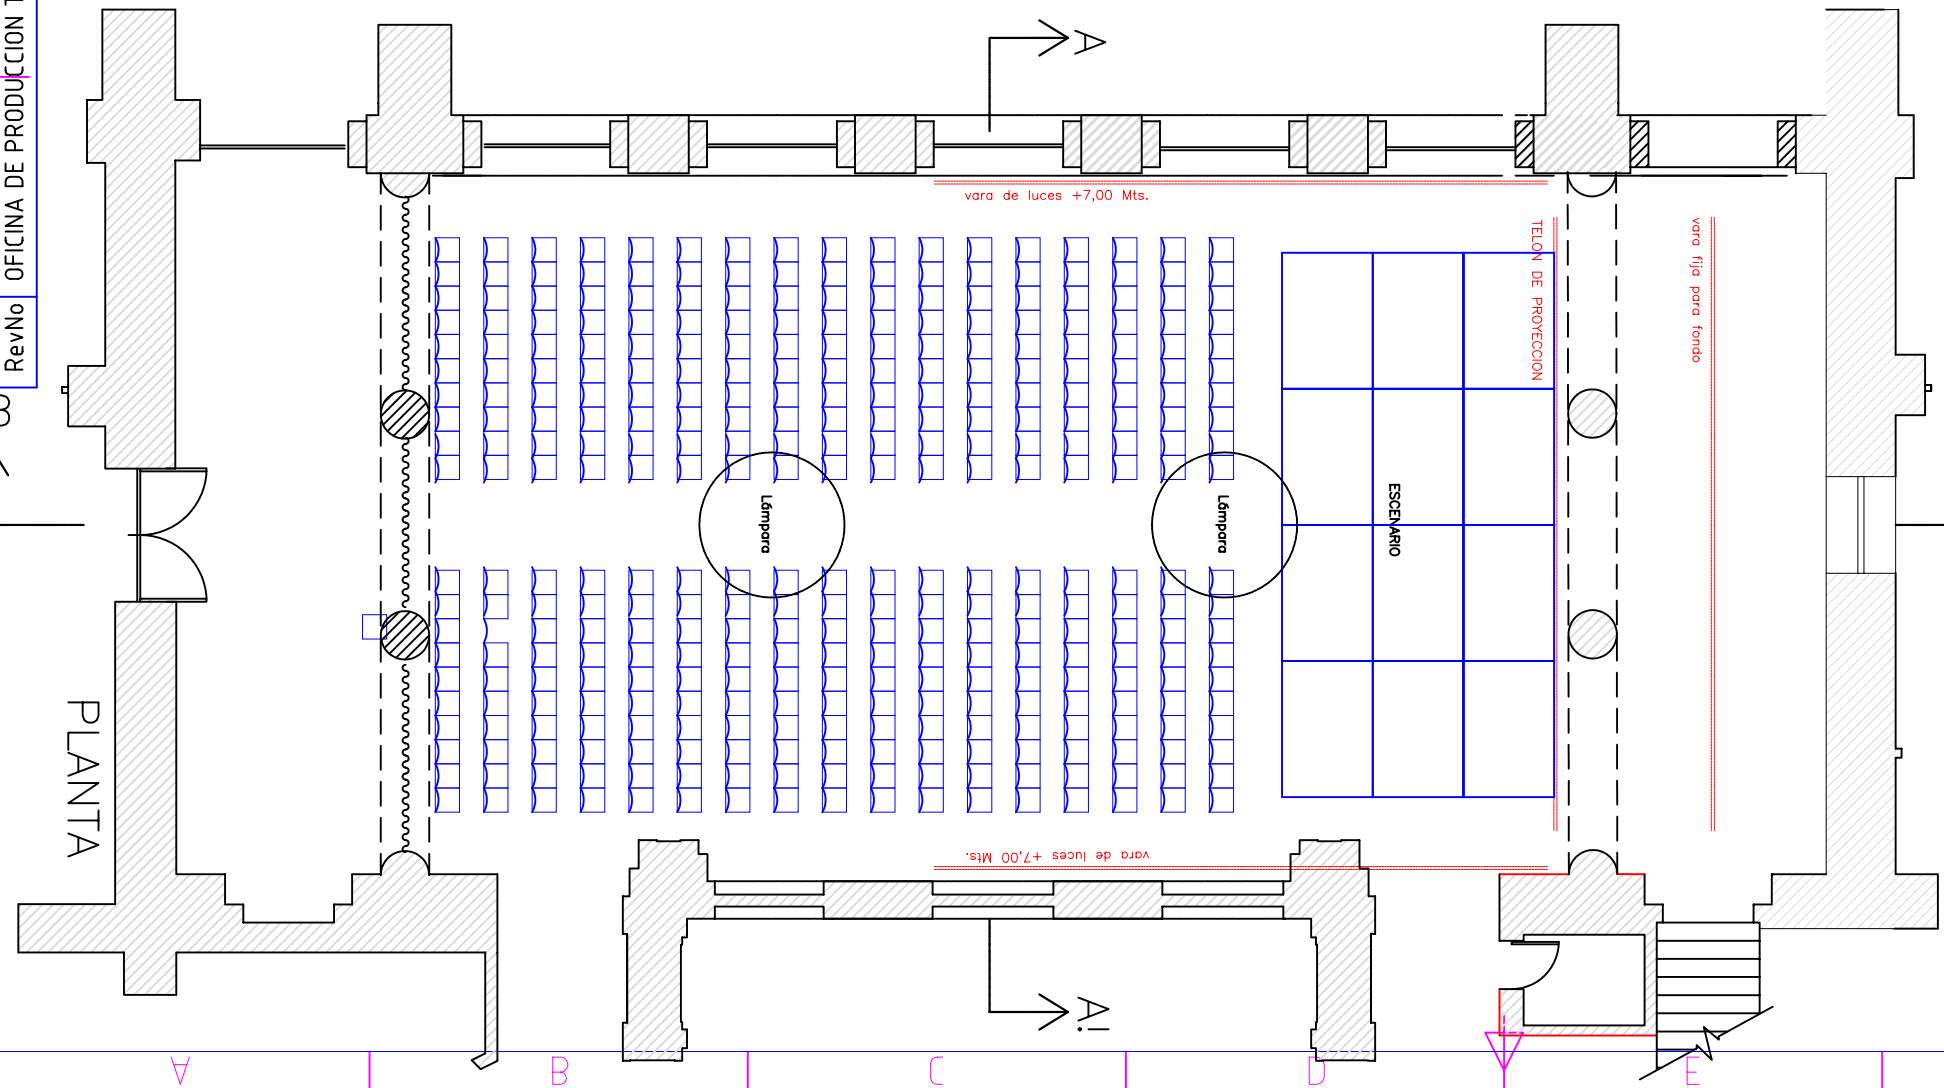 RevNo
OFICINA DE PRODUCCION
A
vara de luces +7,00 Mts.
TELON DE PROYECCION
vara fija para fondo
Lámpara
Lámpara
ESCENARIO
PLANTA
vara de luces +7,00 Mts.
A
A
B
C
D
E